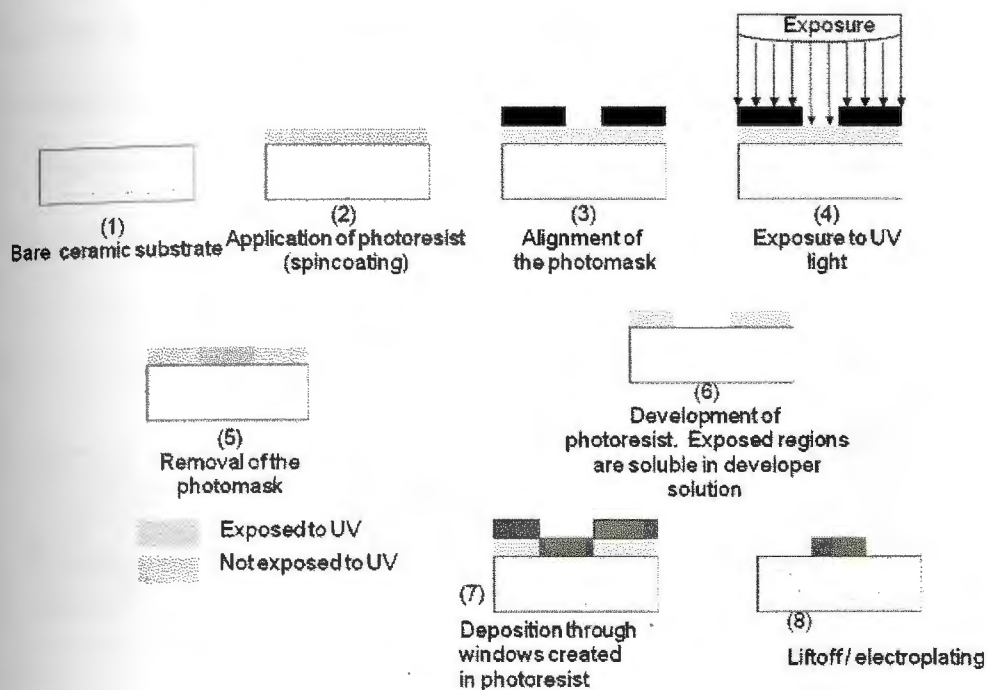 Exposure
(1)
Bare ceramic substrate
(2)
Application of photoresist
(spincoating)
(3)
Alignment of
the photomask
(4)
Exposure to UV
light
(5)
Removal of the
photomask
(6)
Development of
photoresist. Exposed regions
are soluble in developer
solution
Exposed to UV
Not exposed to UV
(7)
Deposition through
windows created
in photoresist
(8)
Liftoff / electroplating